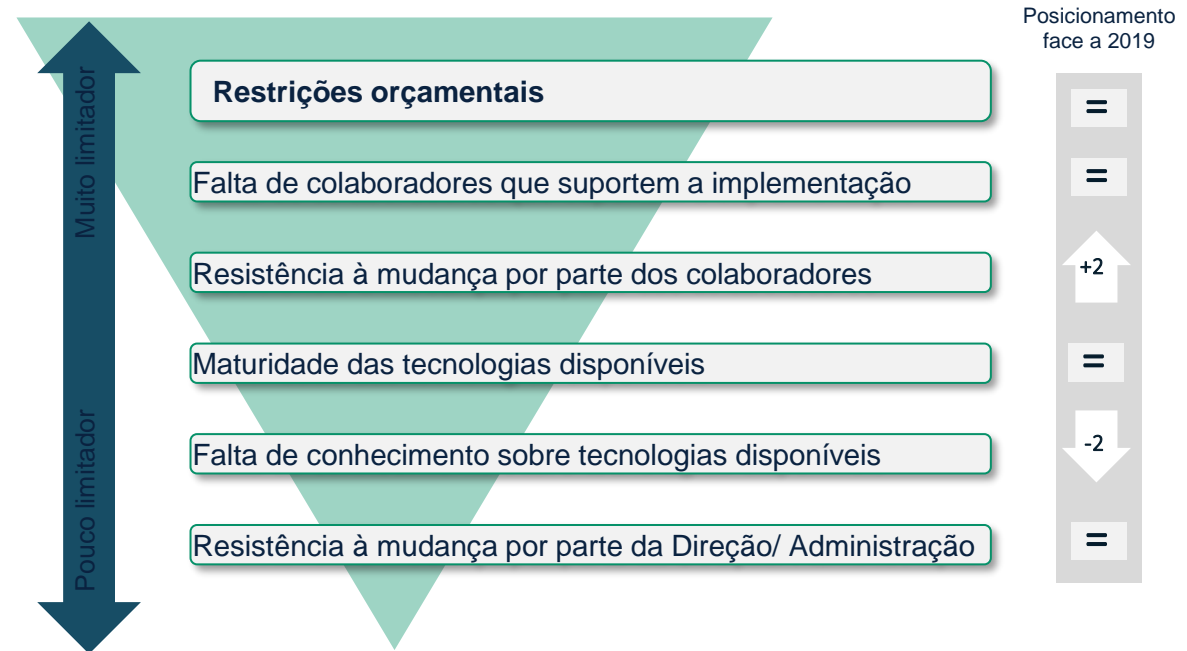 Posicionamento
face a 2019
Muito limitador
Restrições orçamentais
=
Falta de colaboradores que suportem a implementação
=
Resistência à mudança por parte dos colaboradores
+2
Maturidade das tecnologias disponíveis
=
Pouco limitador
Falta de conhecimento sobre tecnologias disponíveis
-2
Resistência à mudança por parte da Direção/ Administração
=